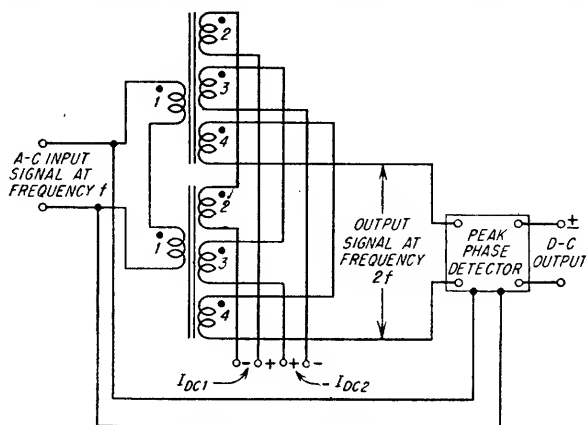 2
1
3
4
A-C INPUT
SIGNAL AT
FREQUENCY f
2
1
3
4
OUTPUT
SIGNAL AT
FREQUENCY
2f
PEAK
PHASE
DETECTOR
±
D-C
OUTPUT
- + + -
I DC1
- I DC2